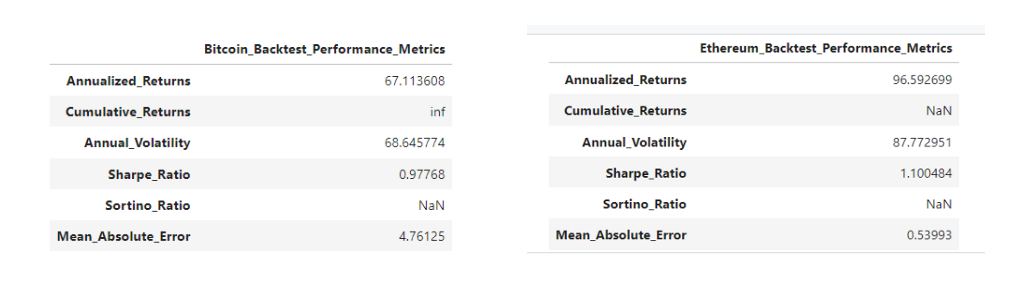 Bitcoin_Backtest_Performance_Metrics
Annualized_Returns 67.113608
Cumulative_Returns inf
Annual_Volatility 68.645774
Sharpe_Ratio 0.97768
Sortino_Ratio NaN
Mean_Absolute_Error 4.76125
Ethereum_Backtest_Performance_Metrics
Annualized_Returns 96.592699
Cumulative_Returns NaN
Annual_Volatility 87.772951
Sharpe_Ratio 1.100484
Sortino_Ratio NaN
Mean_Absolute_Error 0.53993